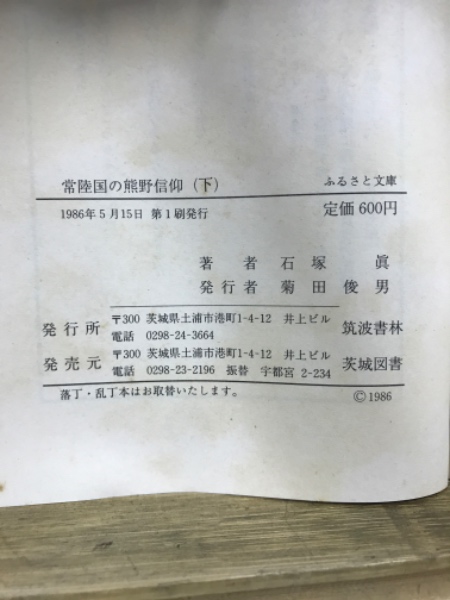 常陸国の熊野信仰（下） ふるさと文庫
1986年5月15日 第1刷発行 定価600円
著者 石塚 眞
発行者 菊田俊男
発行所 〒300 茨城県土浦市港町1-4-12 井上ビル 筑波書林
電話 0298-24-3664
発売元 〒300 茨城県土浦市港町1-4-12 井上ビル 茨城図書
電話 0298-23-2196 振替 宇都宮 2-234
落丁・乱丁本はお取替いたします。 ©1986